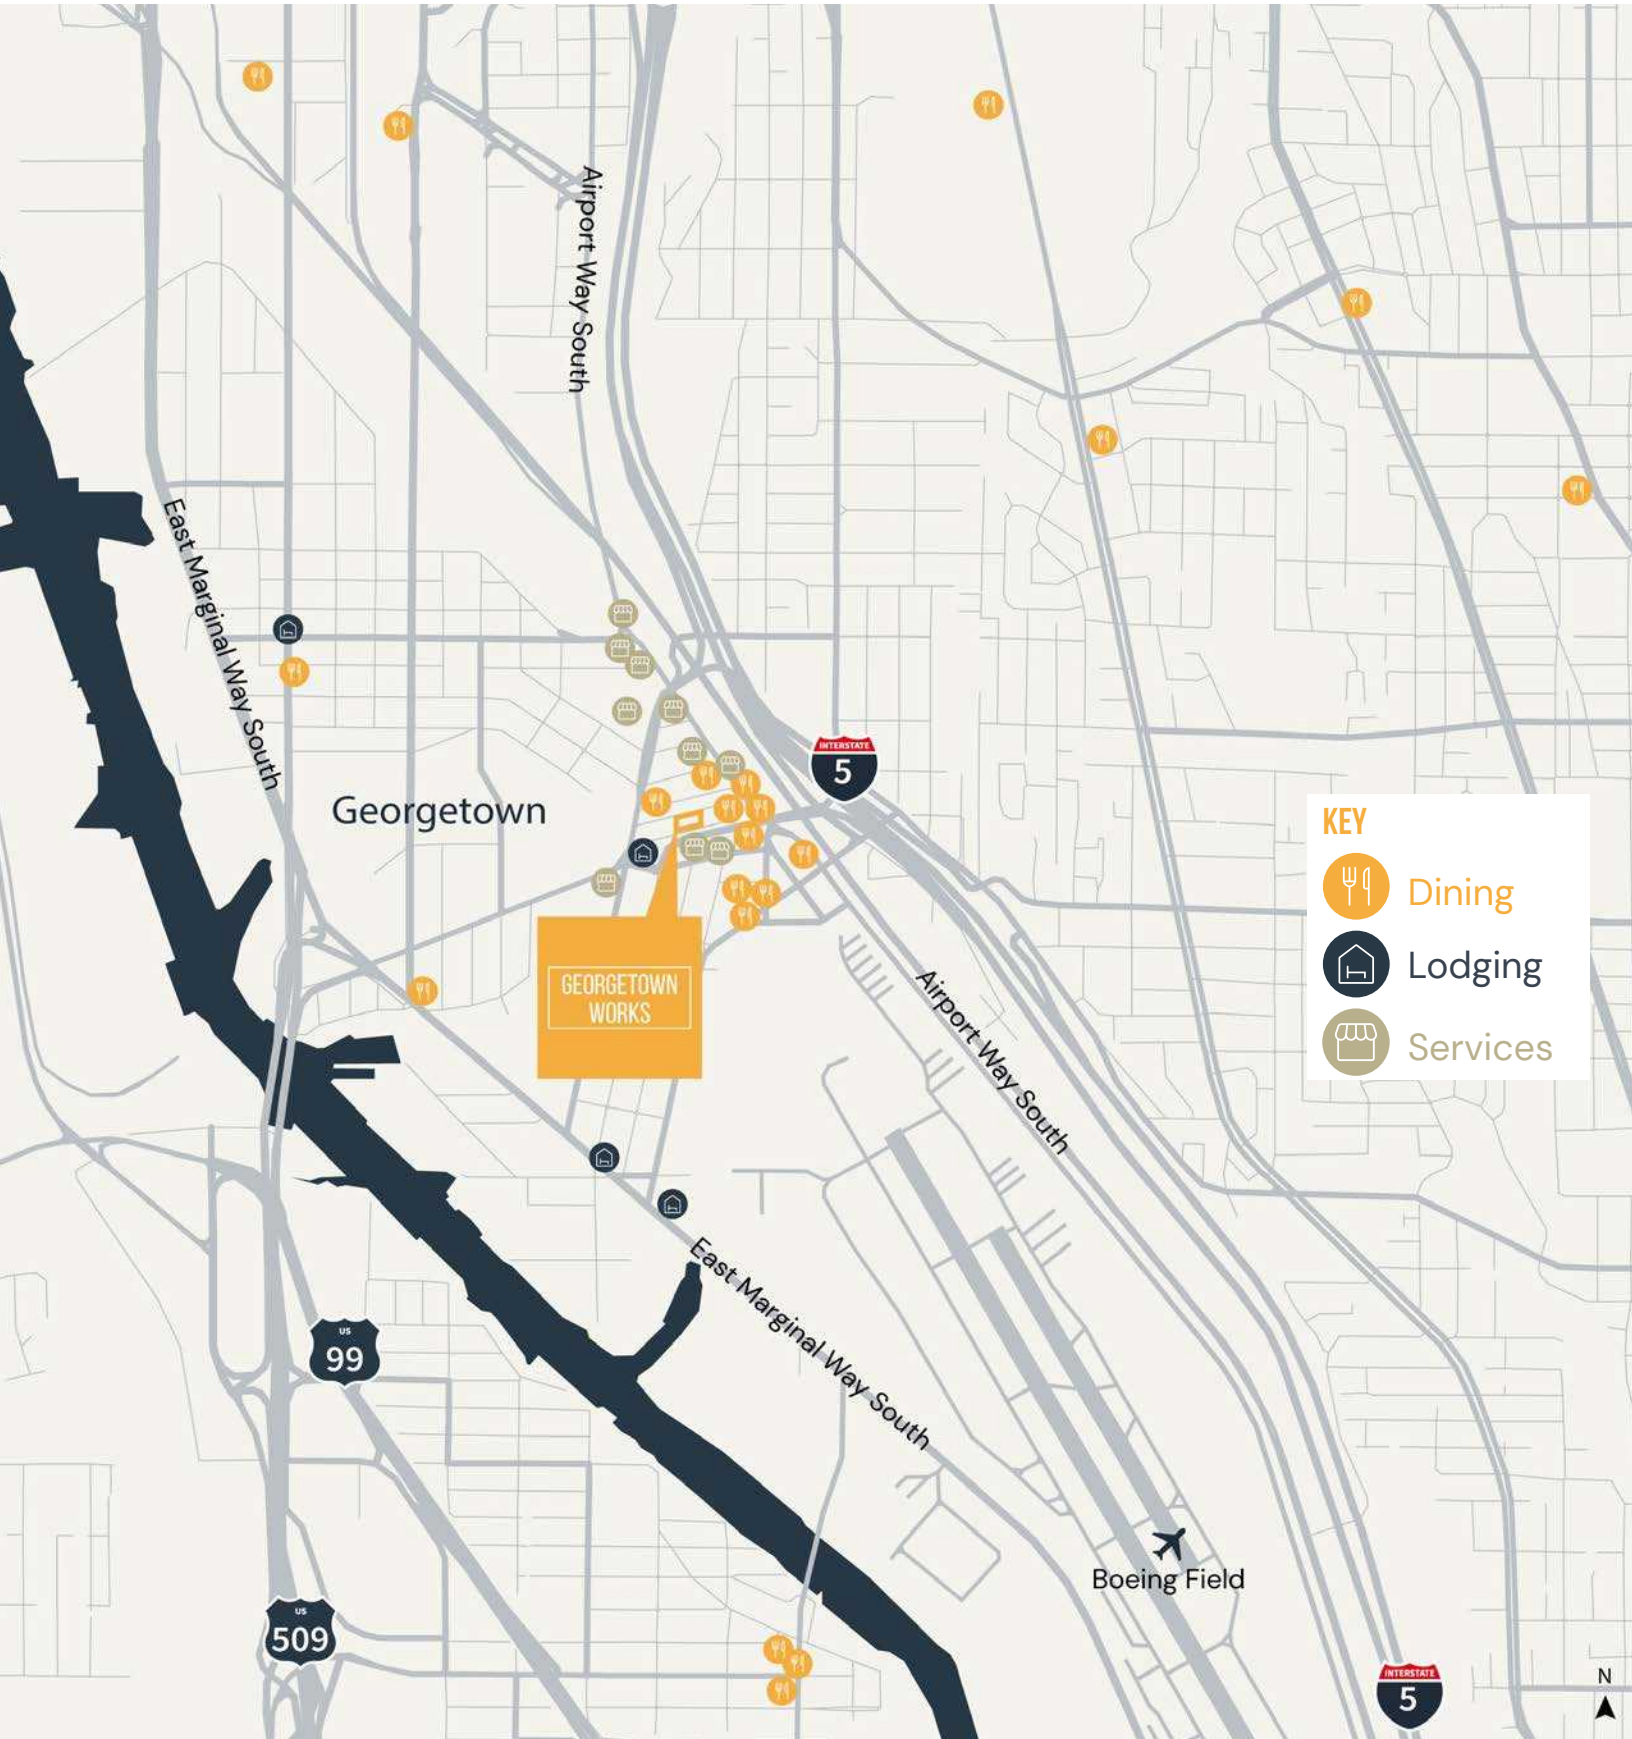 Airport Way South
East Marginal Way South
INTERSTATE
5
Georgetown
KEY
Dining
Lodging
Services
GEORGETOWN
WORKS
Airport Way South
East Marginal Way South
US
99
Boeing Field
US
509
INTERSTATE
5
N